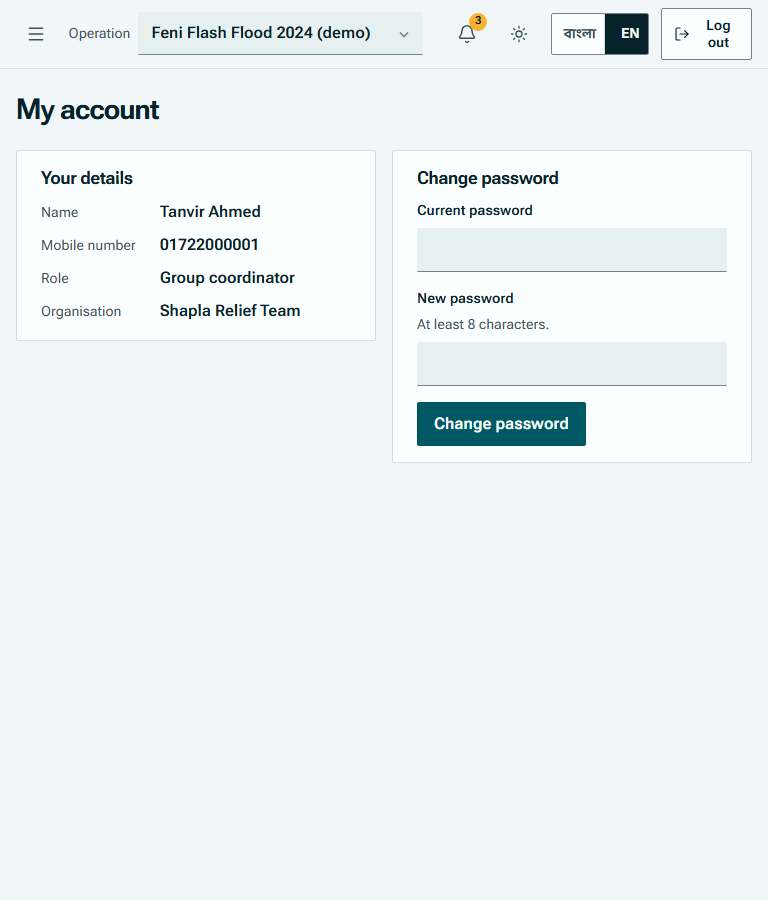 Operation
Feni Flash Flood 2024 (demo)
3
বাংলা
EN
Log out
My account
Your details
Name
Tanvir Ahmed
Mobile number
01722000001
Role
Group coordinator
Organisation
Shapla Relief Team
Change password
Current password
New password
At least 8 characters.
Change password